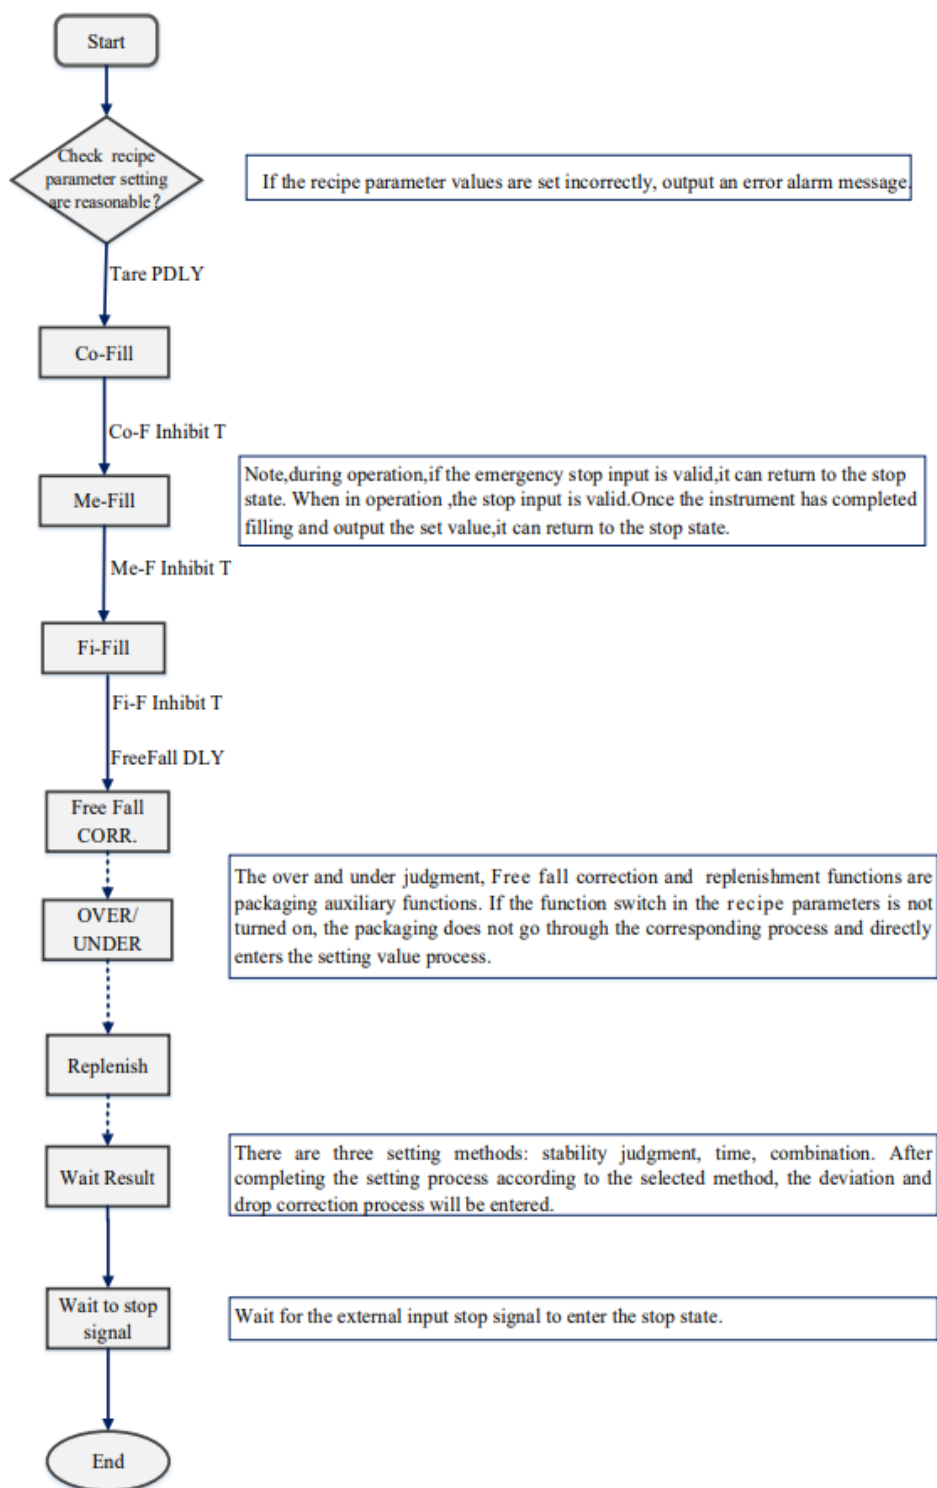 Start
Check recipe
parameter setting
are reasonable?
If the recipe parameter values are set incorrectly, output an error alarm message.
Tare PDLY
Co-Fill
Co-F Inhibit T
Note,during operation,if the emergency stop input is valid,it can return to the stop
state. When in operation ,the stop input is valid.Once the instrument has completed
filling and output the set value,it can return to the stop state.
Me-Fill
Me-F Inhibit T
Fi-Fill
Fi-F Inhibit T
FreeFall DLY
Free Fall
CORR.
The over and under judgment, Free fall correction and replenishment functions are
packaging auxiliary functions. If the function switch in the recipe parameters is not
turned on, the packaging does not go through the corresponding process and directly
enters the setting value process.
OVER/
UNDER
Replenish
Wait Result
There are three setting methods: stability judgment, time, combination. After
completing the setting process according to the selected method, the deviation and
drop correction process will be entered.
Wait to stop
signal
Wait for the external input stop signal to enter the stop state.
End